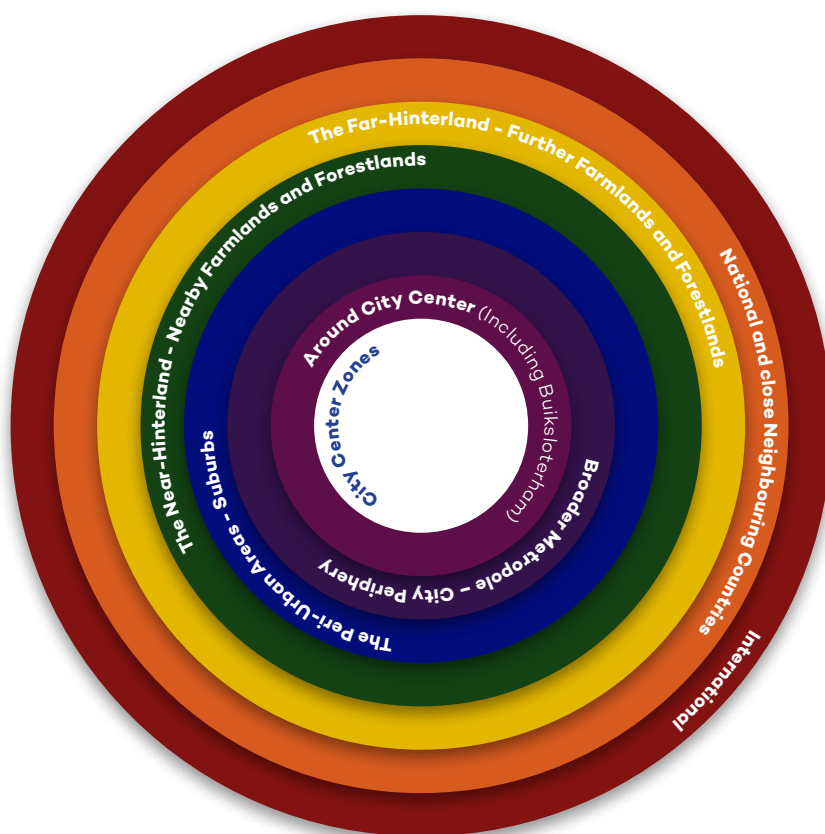 The Far-Hinterland - Further Farmlands and Forestlands
The Near-Hinterland - Nearby Farmlands and Forestlands
National and close Neighbouring Countries
Around City Center (Including Buiksloterham)
City Center Zones
Broader Metropole – City Periphery
The Peri-Urban Areas - Suburbs
International